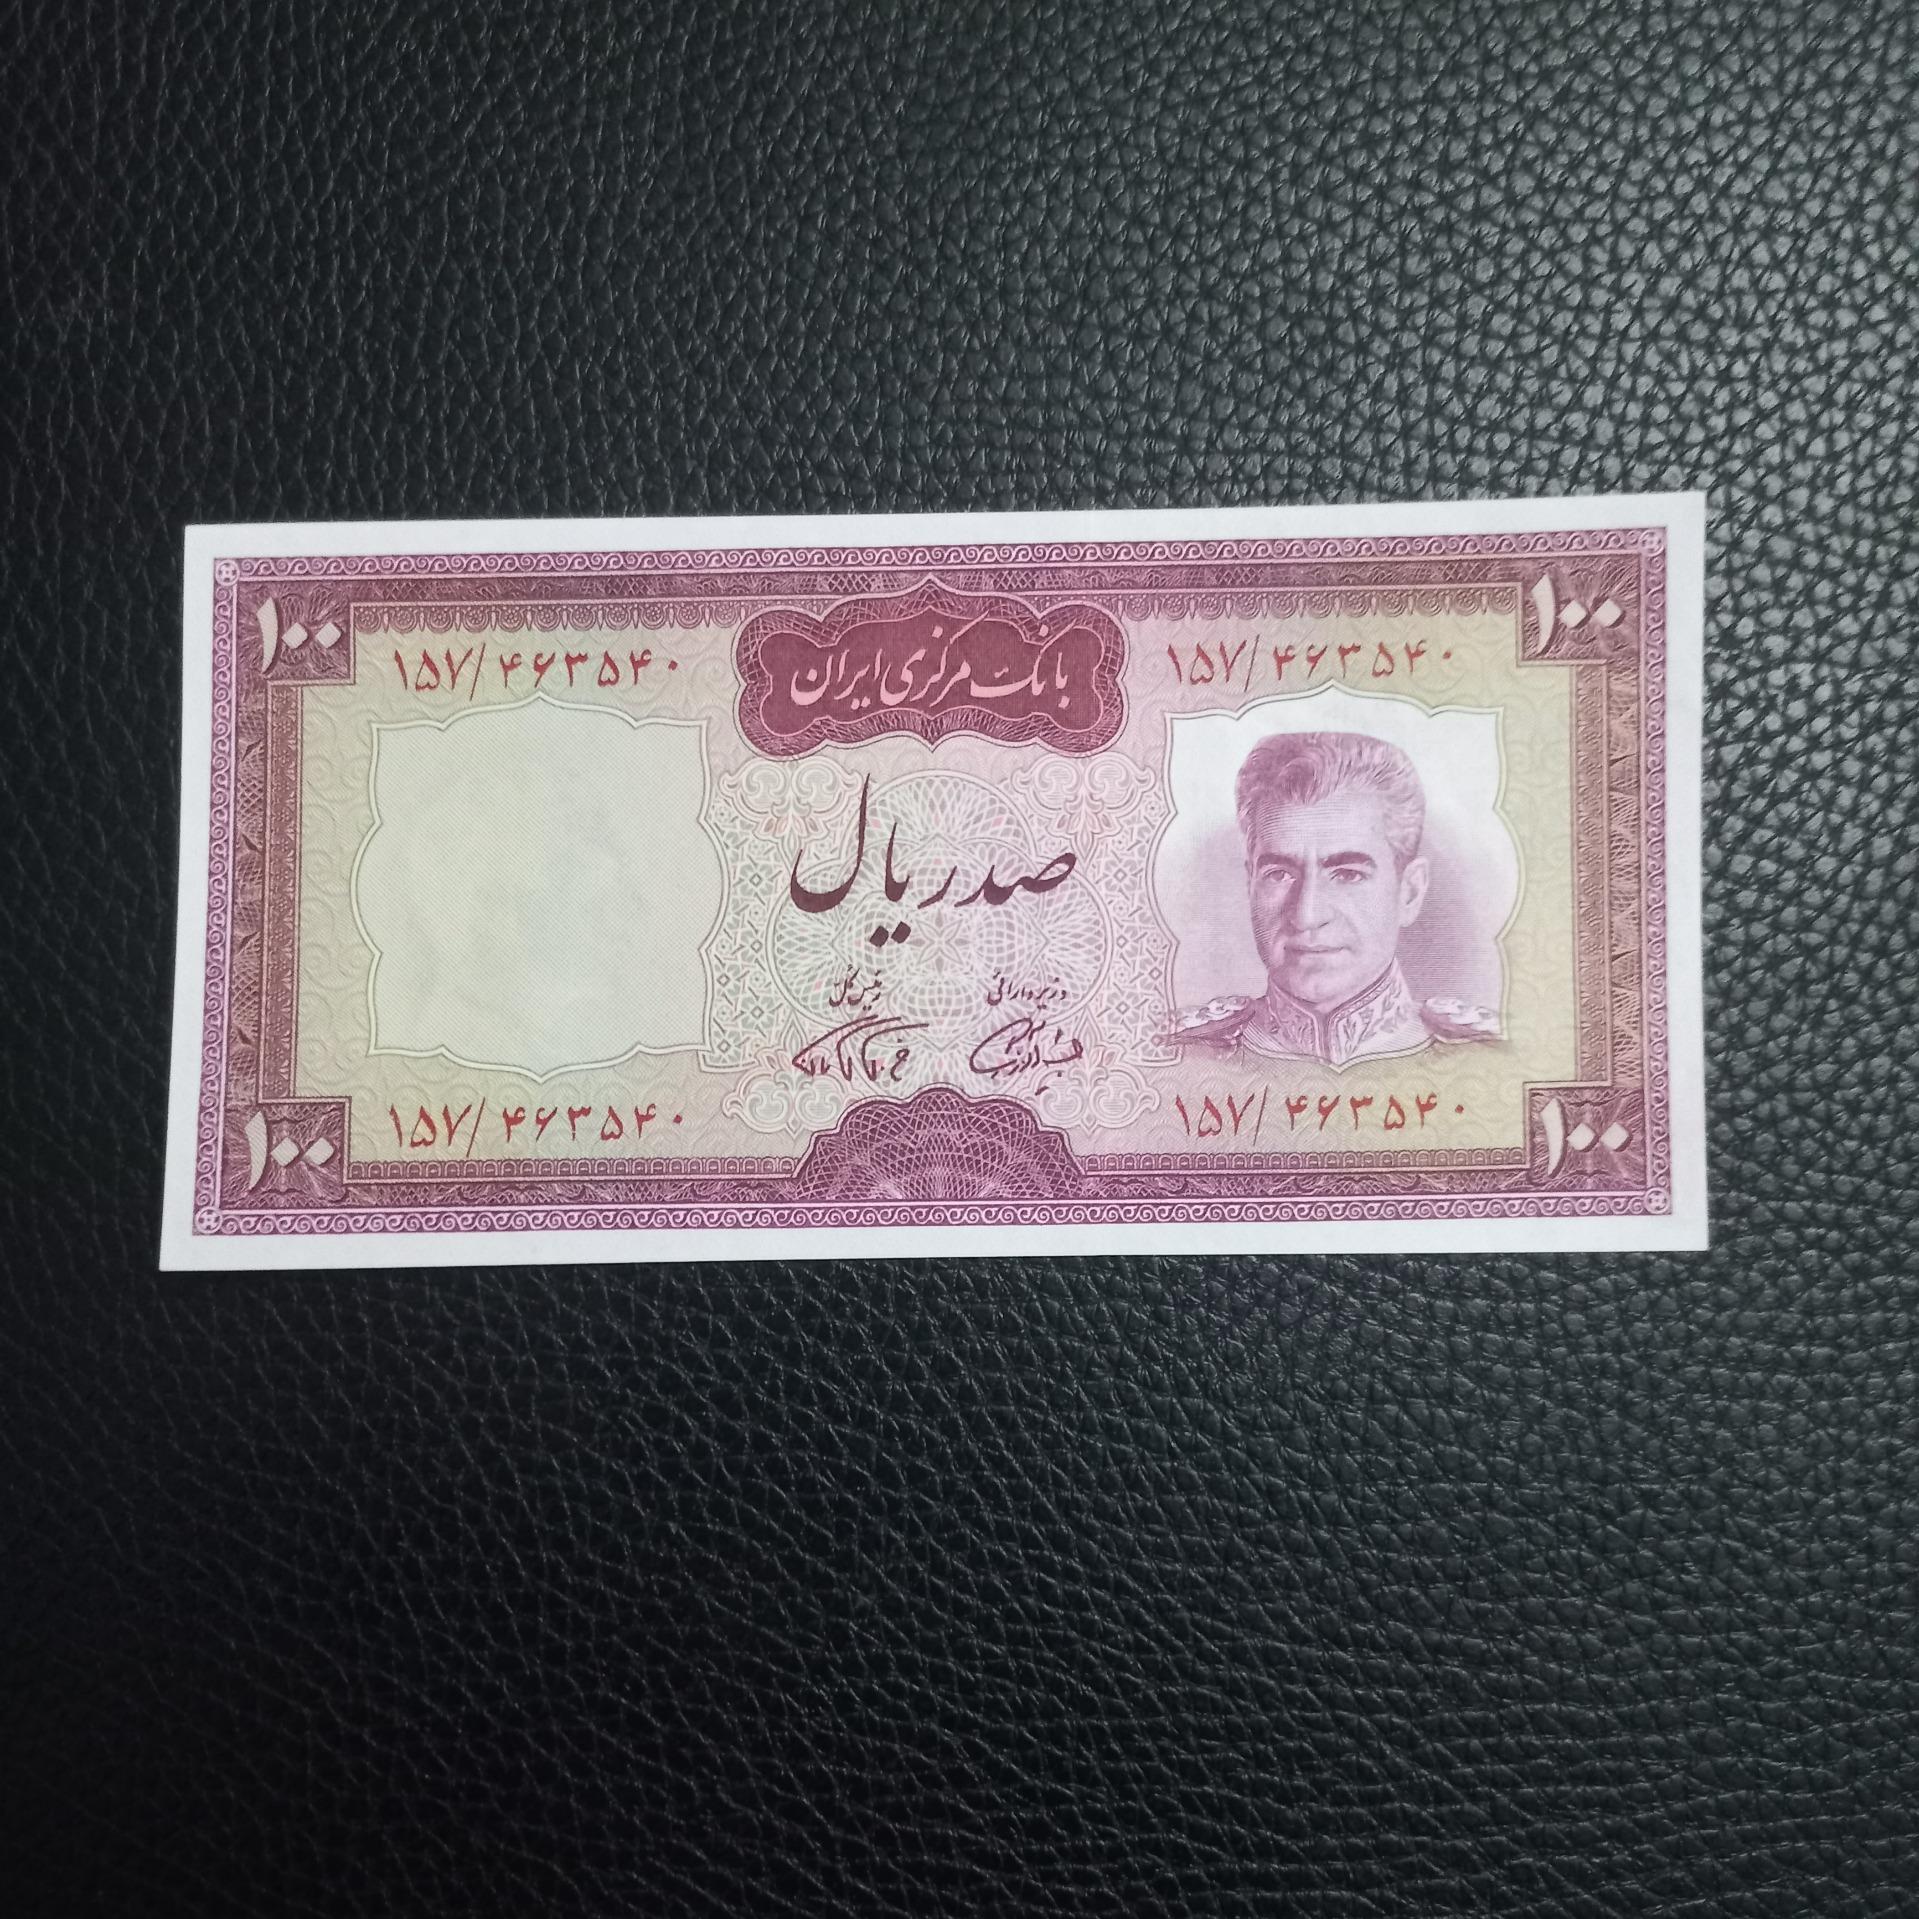 ۱۰۰ ۱۰۰
بانک مرکزی ایران
۱۵۷/۴۶۳۵۴۰ ۱۵۷/۴۶۳۵۴۰
صد ریال
وزیر دارائی رئیس کل
۱۵۷/۴۶۳۵۴۰ ۱۵۷/۴۶۳۵۴۰
۱۰۰ ۱۰۰